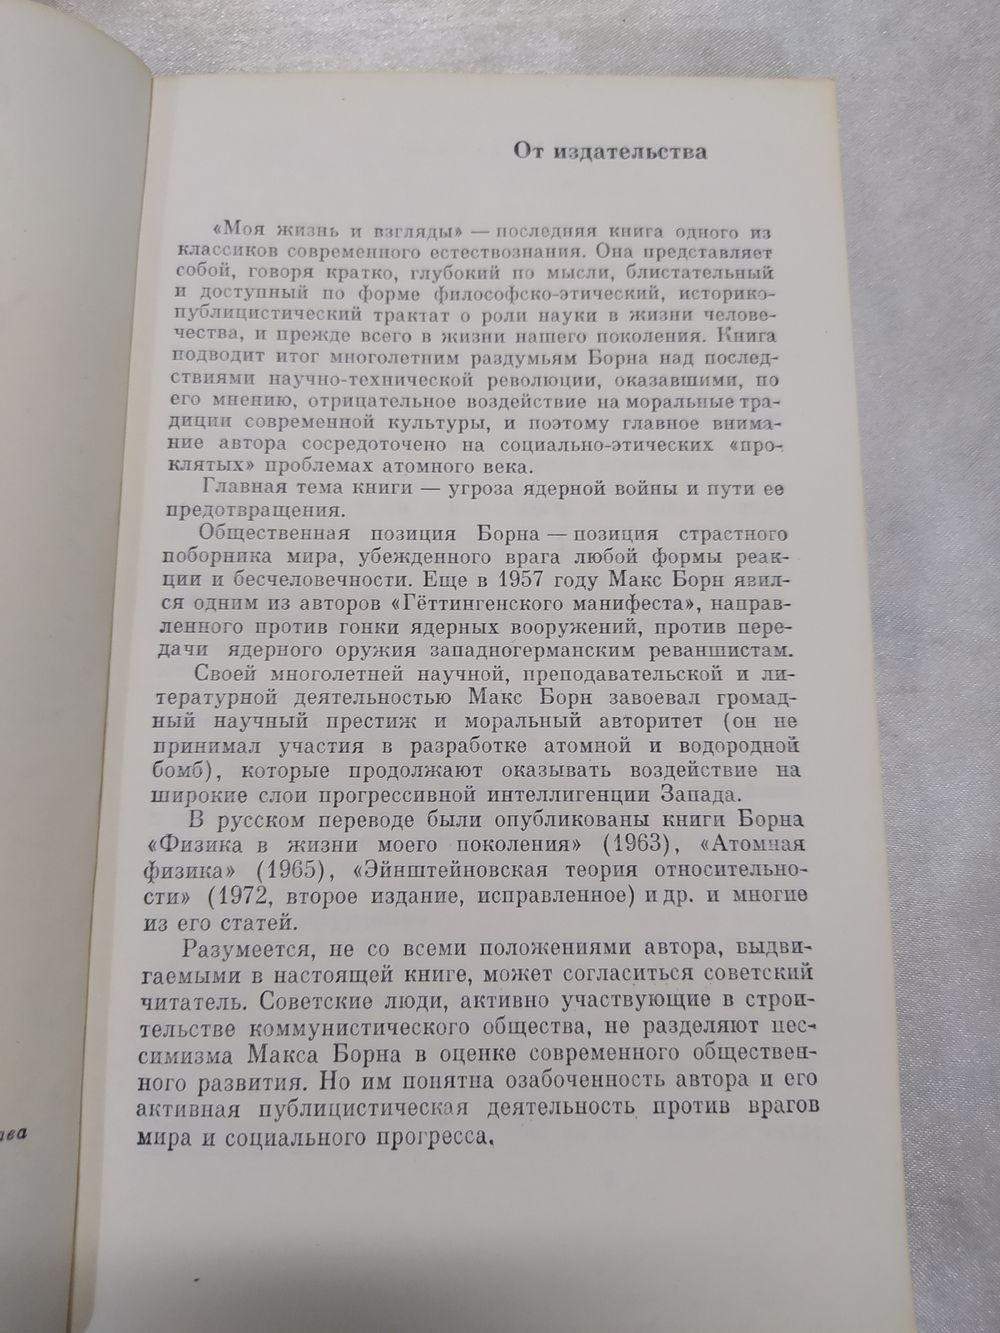 От издательства
«Моя жизнь и взгляды» — последняя книга одного из
классиков современного естествознания. Она представляет
собой, говоря кратко, глубокий по мысли, блистательный
и доступный по форме философско-этический, историко-
публицистический трактат о роли науки в жизни челове-
чества, и прежде всего в жизни нашего поколения. Книга
подводит итог многолетним раздумьям Борна над послед-
ствиями научно-технической революции, оказавшими, по
его мнению, отрицательное воздействие на моральные тра-
диции современной культуры, и поэтому главное внима-
ние автора сосредоточено на социально-этических «про-
клятых» проблемах атомного века.
Главная тема книги — угроза ядерной войны и пути ее
предотвращения.
Общественная позиция Борна — позиция страстного
поборника мира, убежденного врага любой формы реак-
ции и бесчеловечности. Еще в 1957 году Макс Борн явил-
ся одним из авторов «Гёттингенского манифеста», направ-
ленного против гонки ядерных вооружений, против пере-
дачи ядерного оружия западногерманским реваншистам.
Своей многолетней научной, преподавательской и ли-
тературной деятельностью Макс Борн завоевал громад-
ный научный престиж и моральный авторитет (он не
принимал участия в разработке атомной и водородной
бомб), которые продолжают оказывать воздействие на
широкие слои прогрессивной интеллигенции Запада.
В русском переводе были опубликованы книги Борна
«Физика в жизни моего поколения» (1963), «Атомная
физика» (1965), «Эйнштейновская теория относительно-
сти» (1972, второе издание, исправленное) и др. и многие
из его статей.
Разумеется, не со всеми положениями автора, выдви-
гаемыми в настоящей книге, может согласиться советский
читатель. Советские люди, активно участвующие в строи-
тельстве коммунистического общества, не разделяют пес-
симизма Макса Борна в оценке современного обществен-
ного развития. Но им понятна озабоченность автора и его
активная публицистическая деятельность против врагов
мира и социального прогресса.